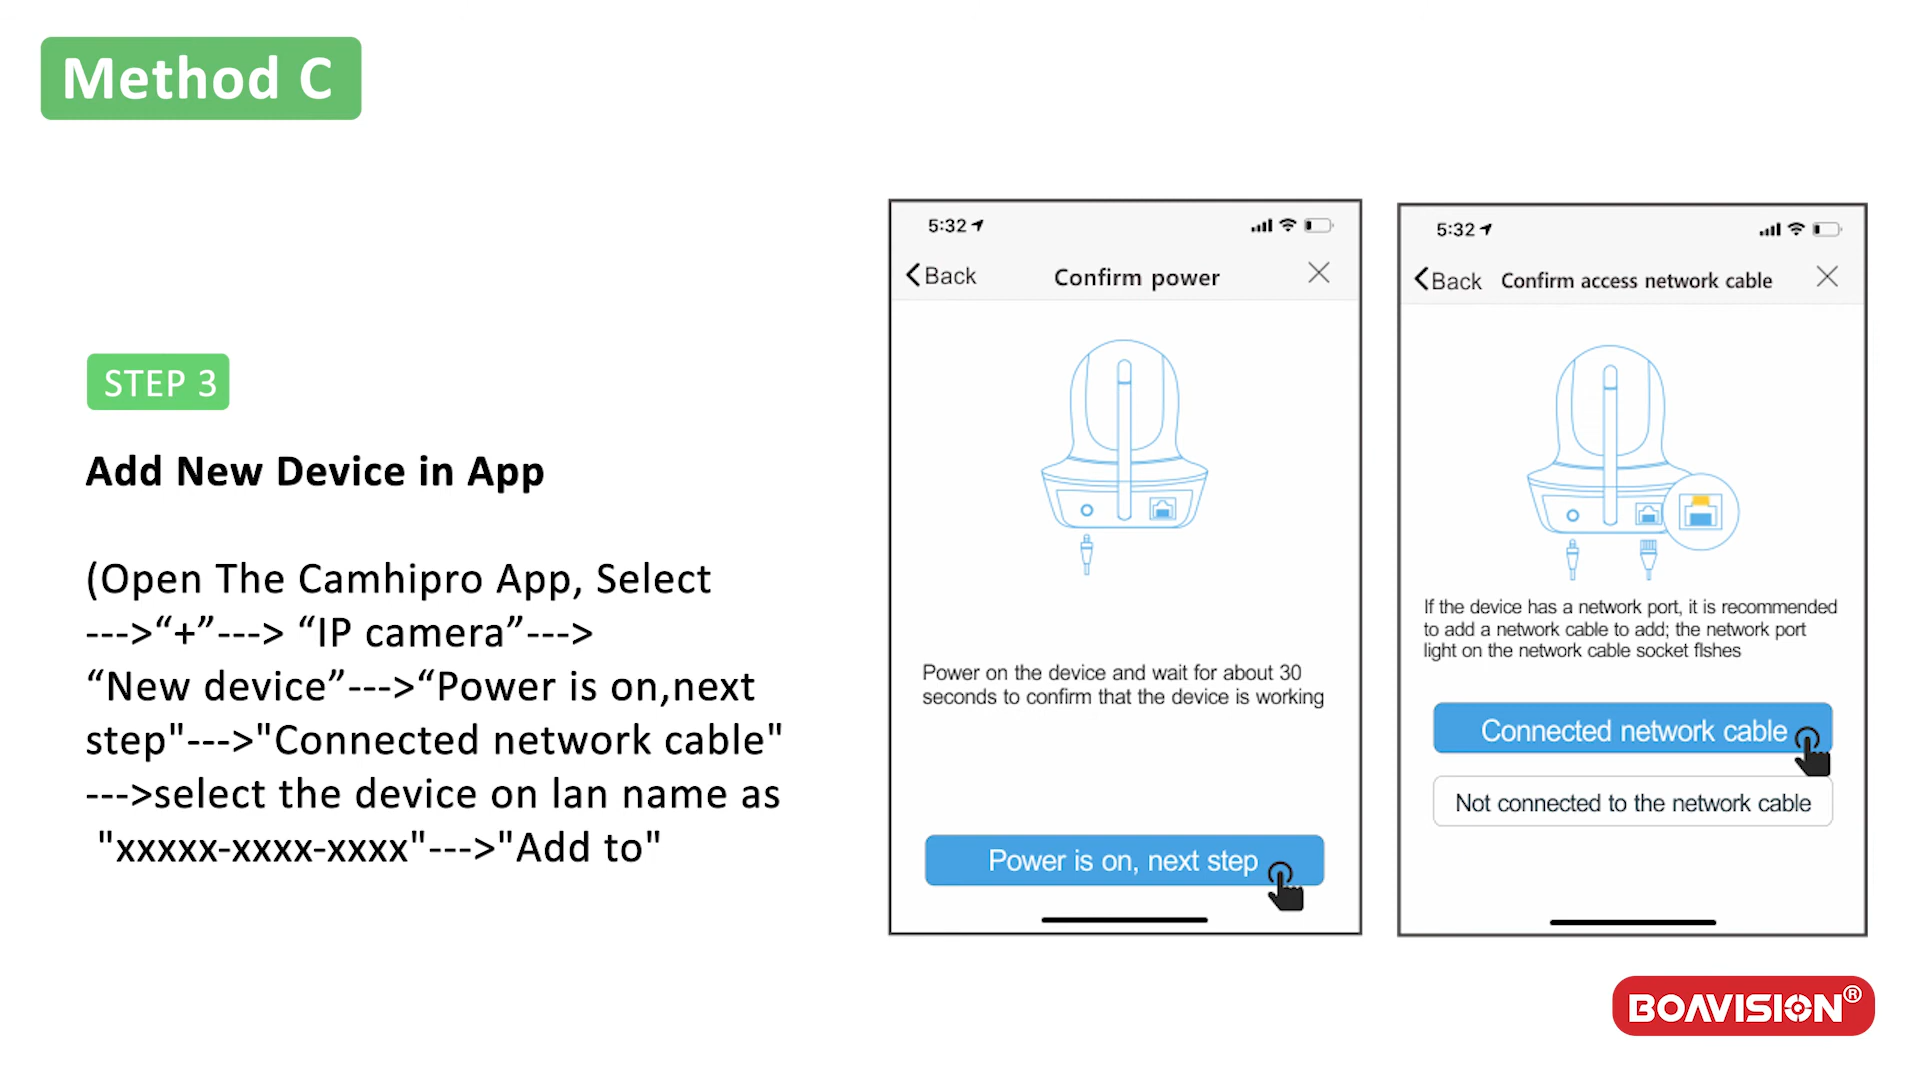 Method C
STEP 3
Add New Device in App
(Open The Camhipro App, Select
--->“+”---> “IP camera”--->
“New device”--->“Power is on,next
step"--->"Connected network cable"
--->select the device on lan name as
"xxxxx-xxxx-xxxx"--->"Add to"
5:32
Back
Confirm power
Power on the device and wait for about 30
seconds to confirm that the device is working
Power is on, next step
5:32
Back
Confirm access network cable
If the device has a network port, it is recommended
to add a network cable to add; the network port
light on the network cable socket flshes
Connected network cable
Not connected to the network cable
BOAVISION®